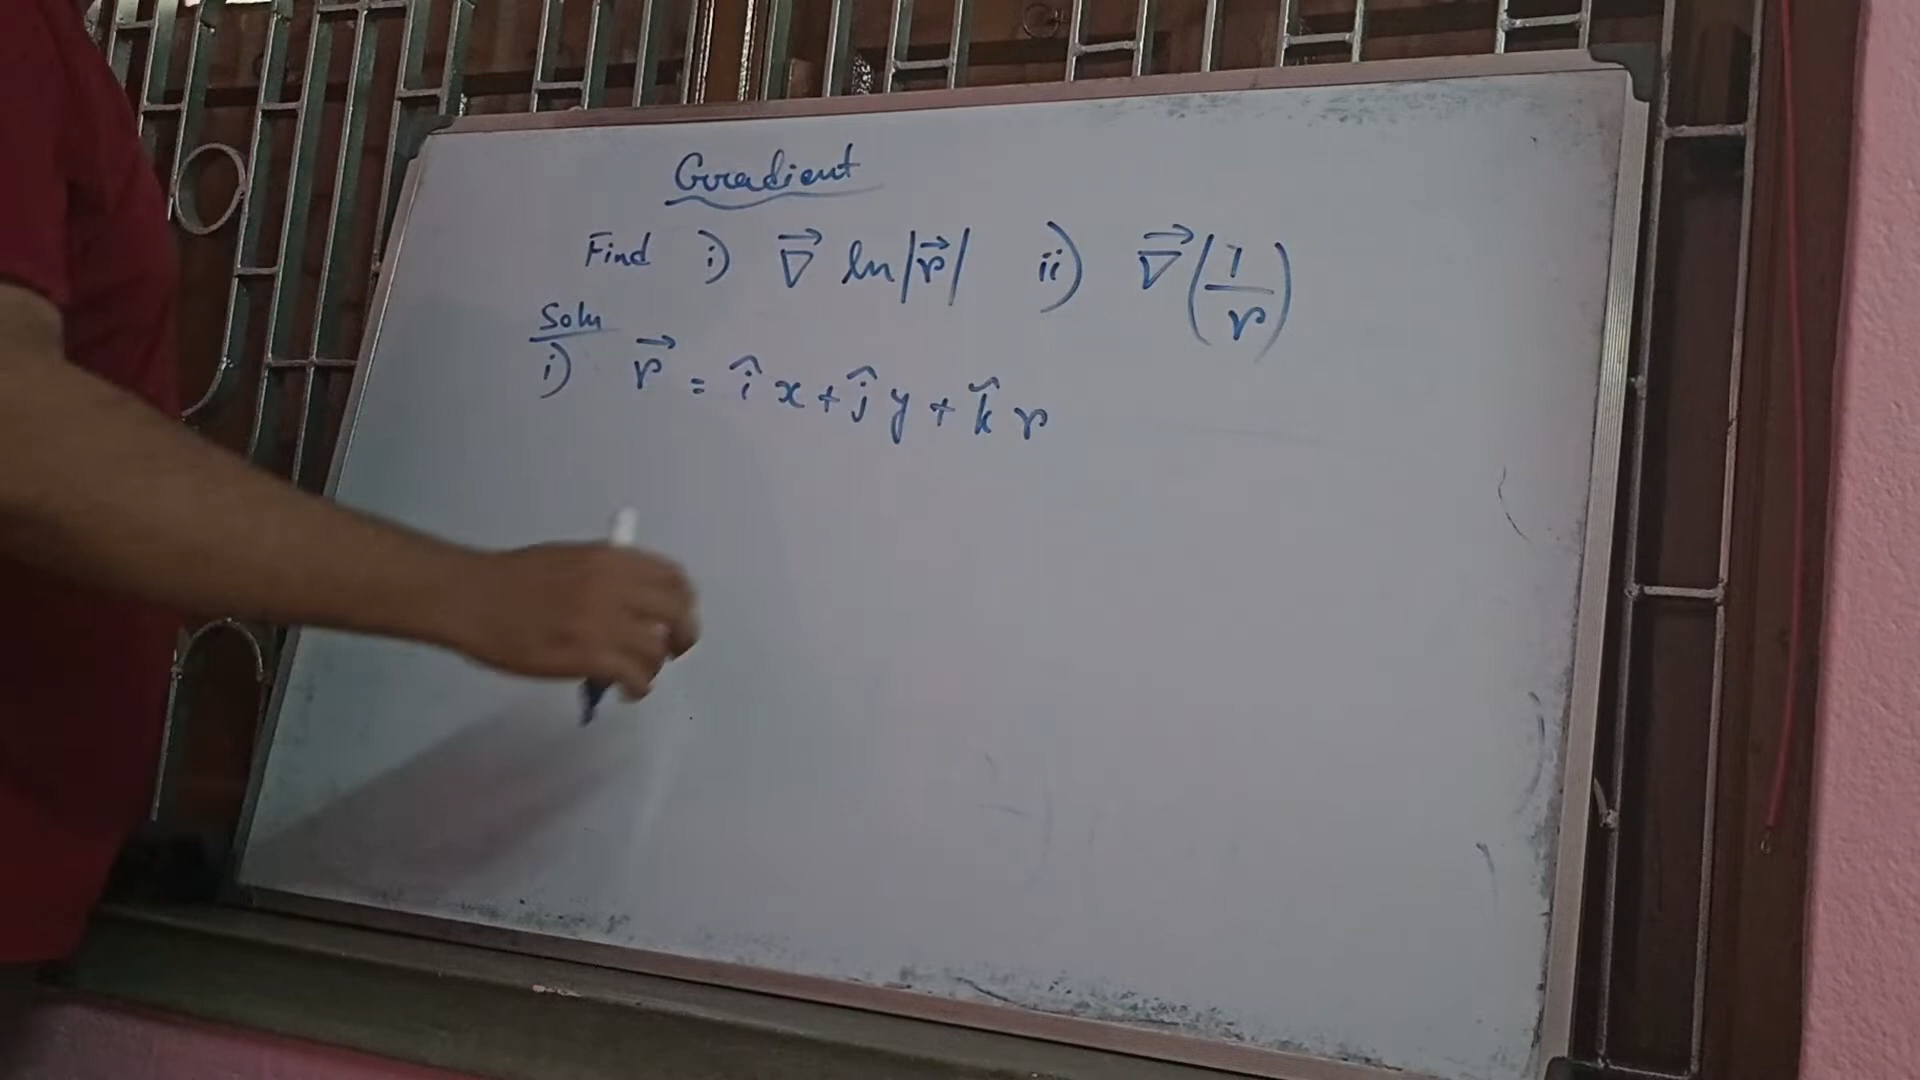 Gradient
Find i) ∇⃗ ln|r⃗| ii) ∇⃗(1/r)
Soln
i) r⃗ = î x + ĵ y + k̂ r